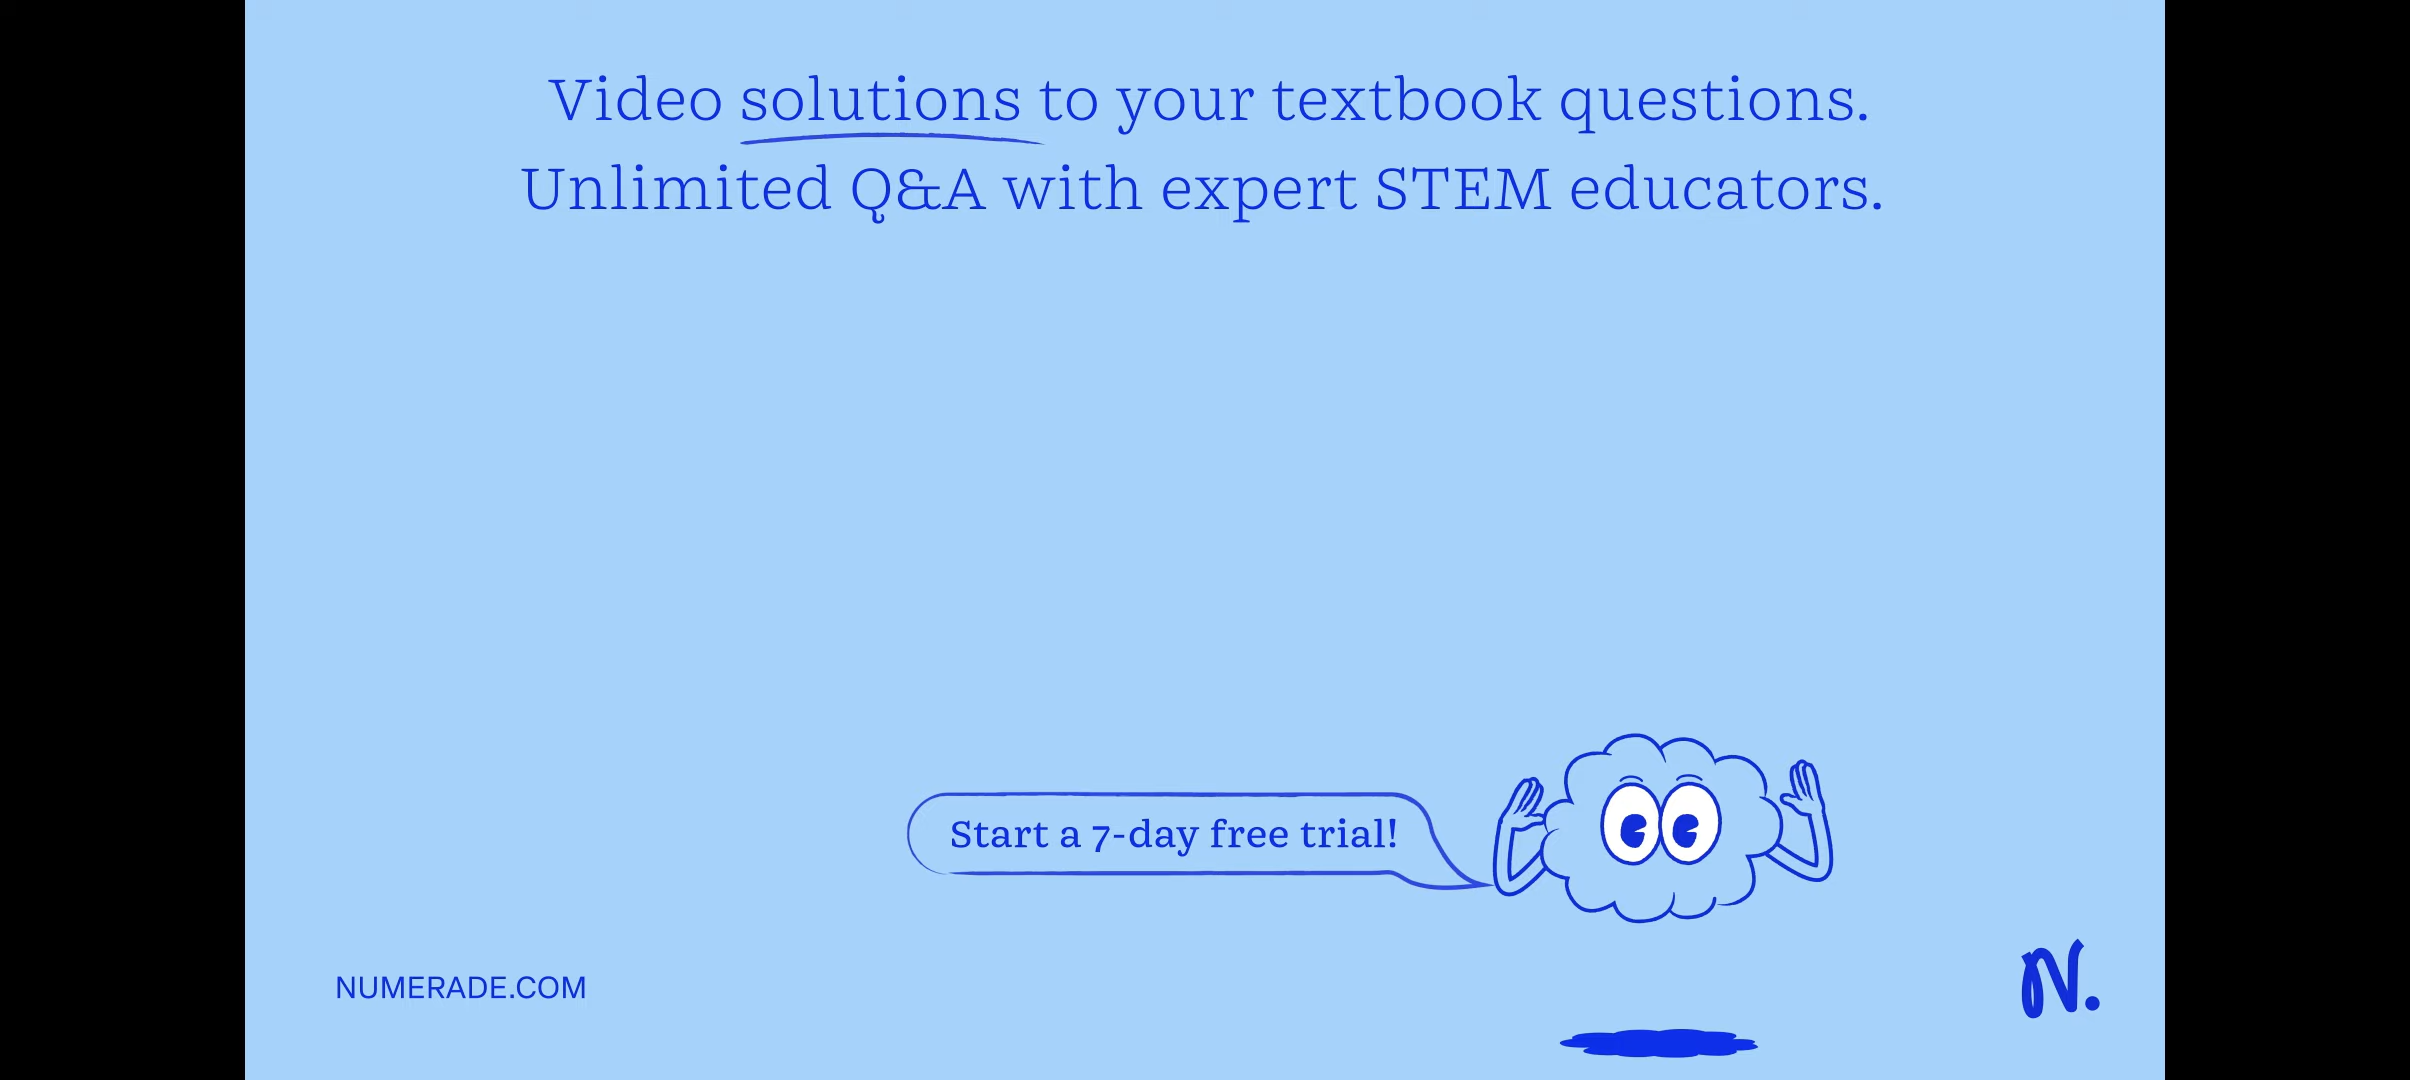 Video solutions to your textbook questions.
Unlimited Q&A with expert STEM educators.
Start a 7-day free trial!
NUMERADE.COM
N.